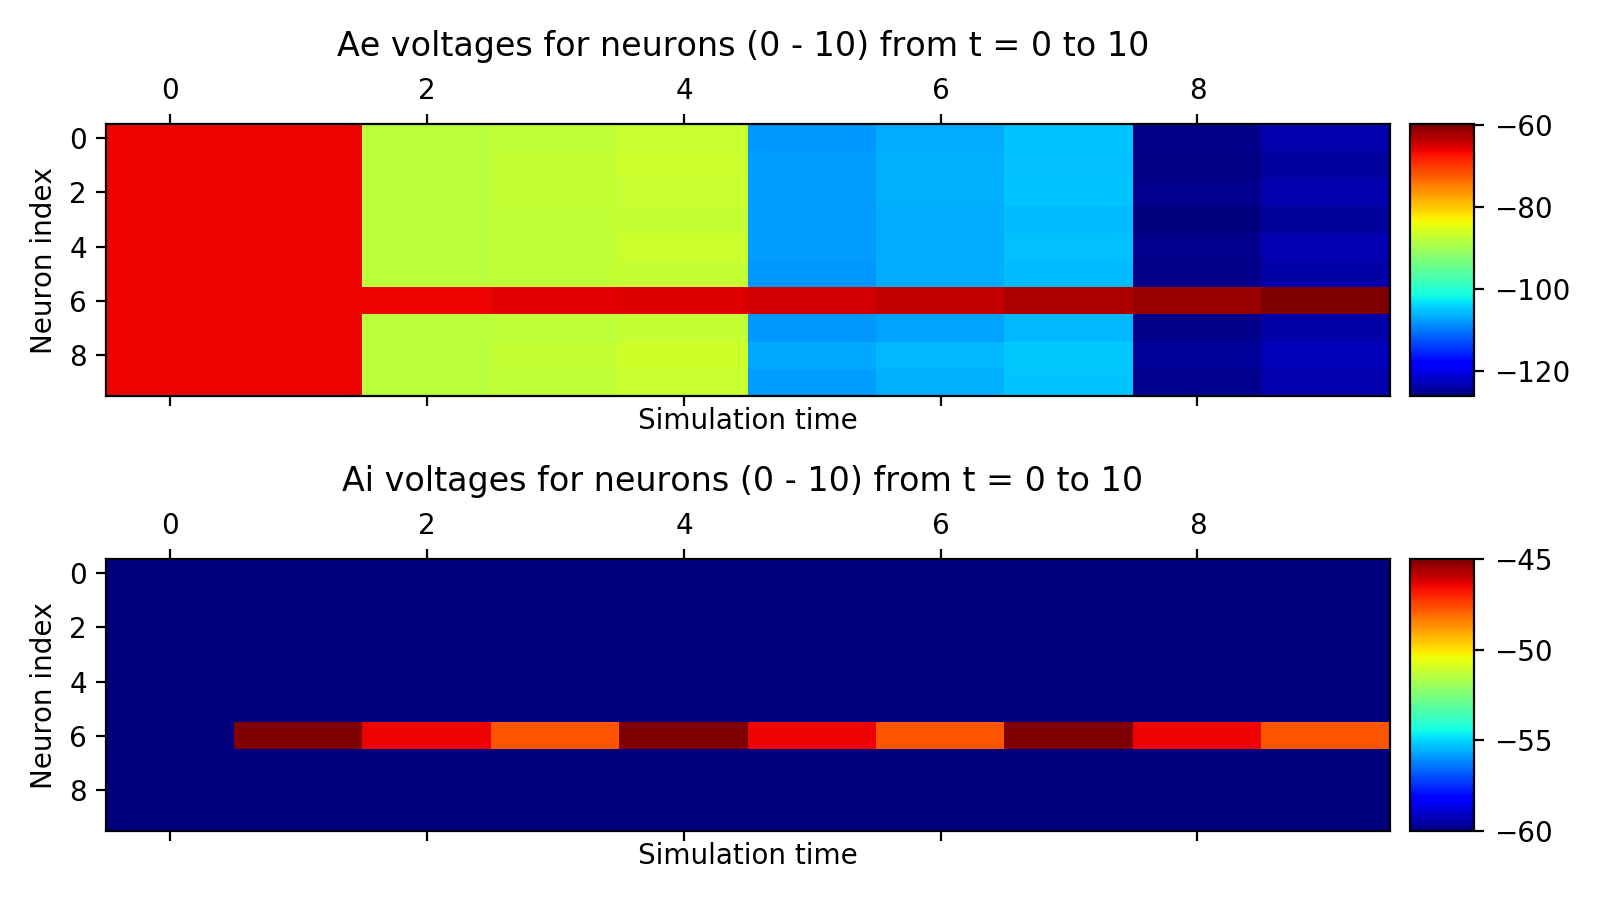 Ae voltages for neurons (0 - 10) from t = 0 to 10
0 2 4 6 8
Neuron index
0
2
4
6
8
Simulation time
−60
−80
−100
−120
Ai voltages for neurons (0 - 10) from t = 0 to 10
0 2 4 6 8
Neuron index
0
2
4
6
8
Simulation time
−45
−50
−55
−60